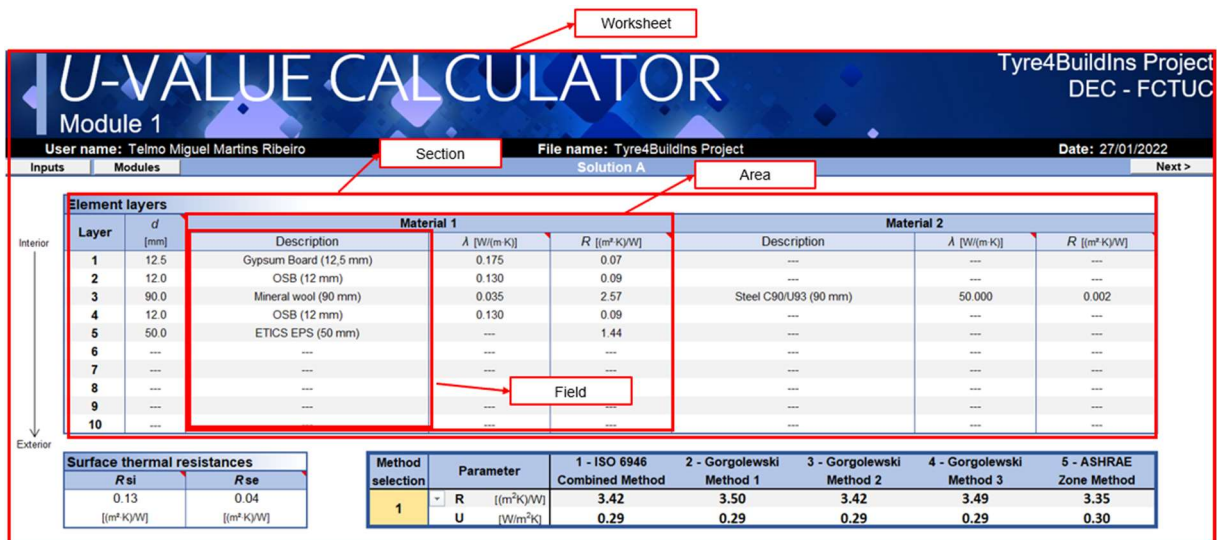 Worksheet
U-VALUE CALCULATOR
Tyre4BuildIns Project
DEC - FCTUC
Module 1
User name: Telmo Miguel Martins Ribeiro
Section
File name: Tyre4BuildIns Project
Date: 27/01/2022
Inputs
Modules
Solution A
Area
Next >
Element layers
Layer d [mm] Material 1 Material 2
Interior Description λ [W/(m·K)] R [(m²·K)/W] Description λ [W/(m·K)] R [(m²·K)/W]
1 12.5 Gypsum Board (12,5 mm) 0.175 0.07 --- --- ---
2 12.0 OSB (12 mm) 0.130 0.09 --- --- ---
3 90.0 Mineral wool (90 mm) 0.035 2.57 Steel C90/U93 (90 mm) 50.000 0.002
4 12.0 OSB (12 mm) 0.130 0.09 --- --- ---
5 50.0 ETICS EPS (50 mm) --- 1.44 --- --- ---
6 --- --- --- --- --- --- ---
7 --- --- --- --- --- --- ---
8 --- --- --- --- --- ---
Field
9 --- --- --- --- --- --- ---
10 --- --- --- --- --- --- ---
Exterior
Surface thermal resistances
Rsi Rse
0.13 0.04
[(m²·K)/W] [(m²·K)/W]
Method selection Parameter 1 - ISO 6946 Combined Method 2 - Gorgolewski Method 1 3 - Gorgolewski Method 2 4 - Gorgolewski Method 3 5 - ASHRAE Zone Method
1 R [(m²K)/W] 3.42 3.50 3.42 3.49 3.35
U [W/m²K] 0.29 0.29 0.29 0.29 0.30